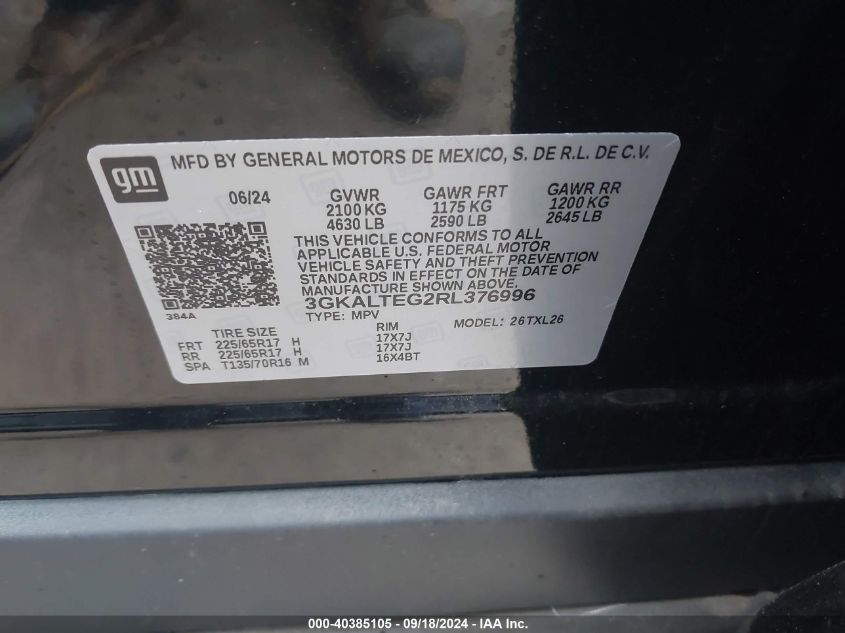 gm
MFD BY GENERAL MOTORS DE MEXICO, S. DE R.L. DE C.V.
06/24 GVWR GAWR FRT GAWR RR
2100 KG 1175 KG 1200 KG
4630 LB 2590 LB 2645 LB
THIS VEHICLE CONFORMS TO ALL
APPLICABLE U.S. FEDERAL MOTOR
VEHICLE SAFETY AND THEFT PREVENTION
STANDARDS IN EFFECT ON THE DATE OF
MANUFACTURE SHOWN ABOVE.
384A 3GKALTEG2RL376996
TYPE: MPV MODEL: 26TXL26
TIRE SIZE RIM
FRT 225/65R17 H 17X7J
RR 225/65R17 H 17X7J
SPA T135/70R16 M 16X4BT
000-40385105 - 09/18/2024 - IAA Inc.